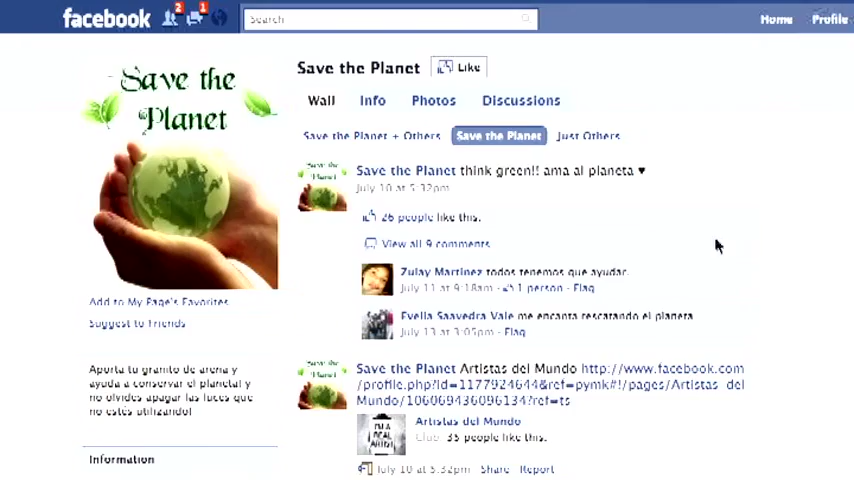 facebook
2
1
Search
Home Profile
Save the
Planet
Save the Planet
Like
Wall Info Photos Discussions
Save the Planet + Others Save the Planet Just Others
Save the Planet think green!! ama al planeta ♥
July 10 at 5:32pm
26 people like this.
View all 9 comments
Zulay Martinez todos tenemos que ayudar.
July 11 at 9:18am · 1 person · Flag
Evelia Saavedra Vale me encanta rescatando el planeta
July 13 at 3:05pm · Flag
Add to My Page's Favorites
Suggest to Friends
Aporta tu granito de arena y
ayuda a conservar el planeta! y
no olvides apagar las luces que
no estés utilizando!
Information
Save the Planet Artistas del Mundo http://www.facebook.com
/profile.php?id=1177924644&ref=pymk#!/pages/Artistas-del
Mundo/106069436096134?ref=ts
I'M A
REAL
ARTIST
Artistas del Mundo
Club: 35 people like this.
July 10 at 5:32pm · Share · Report